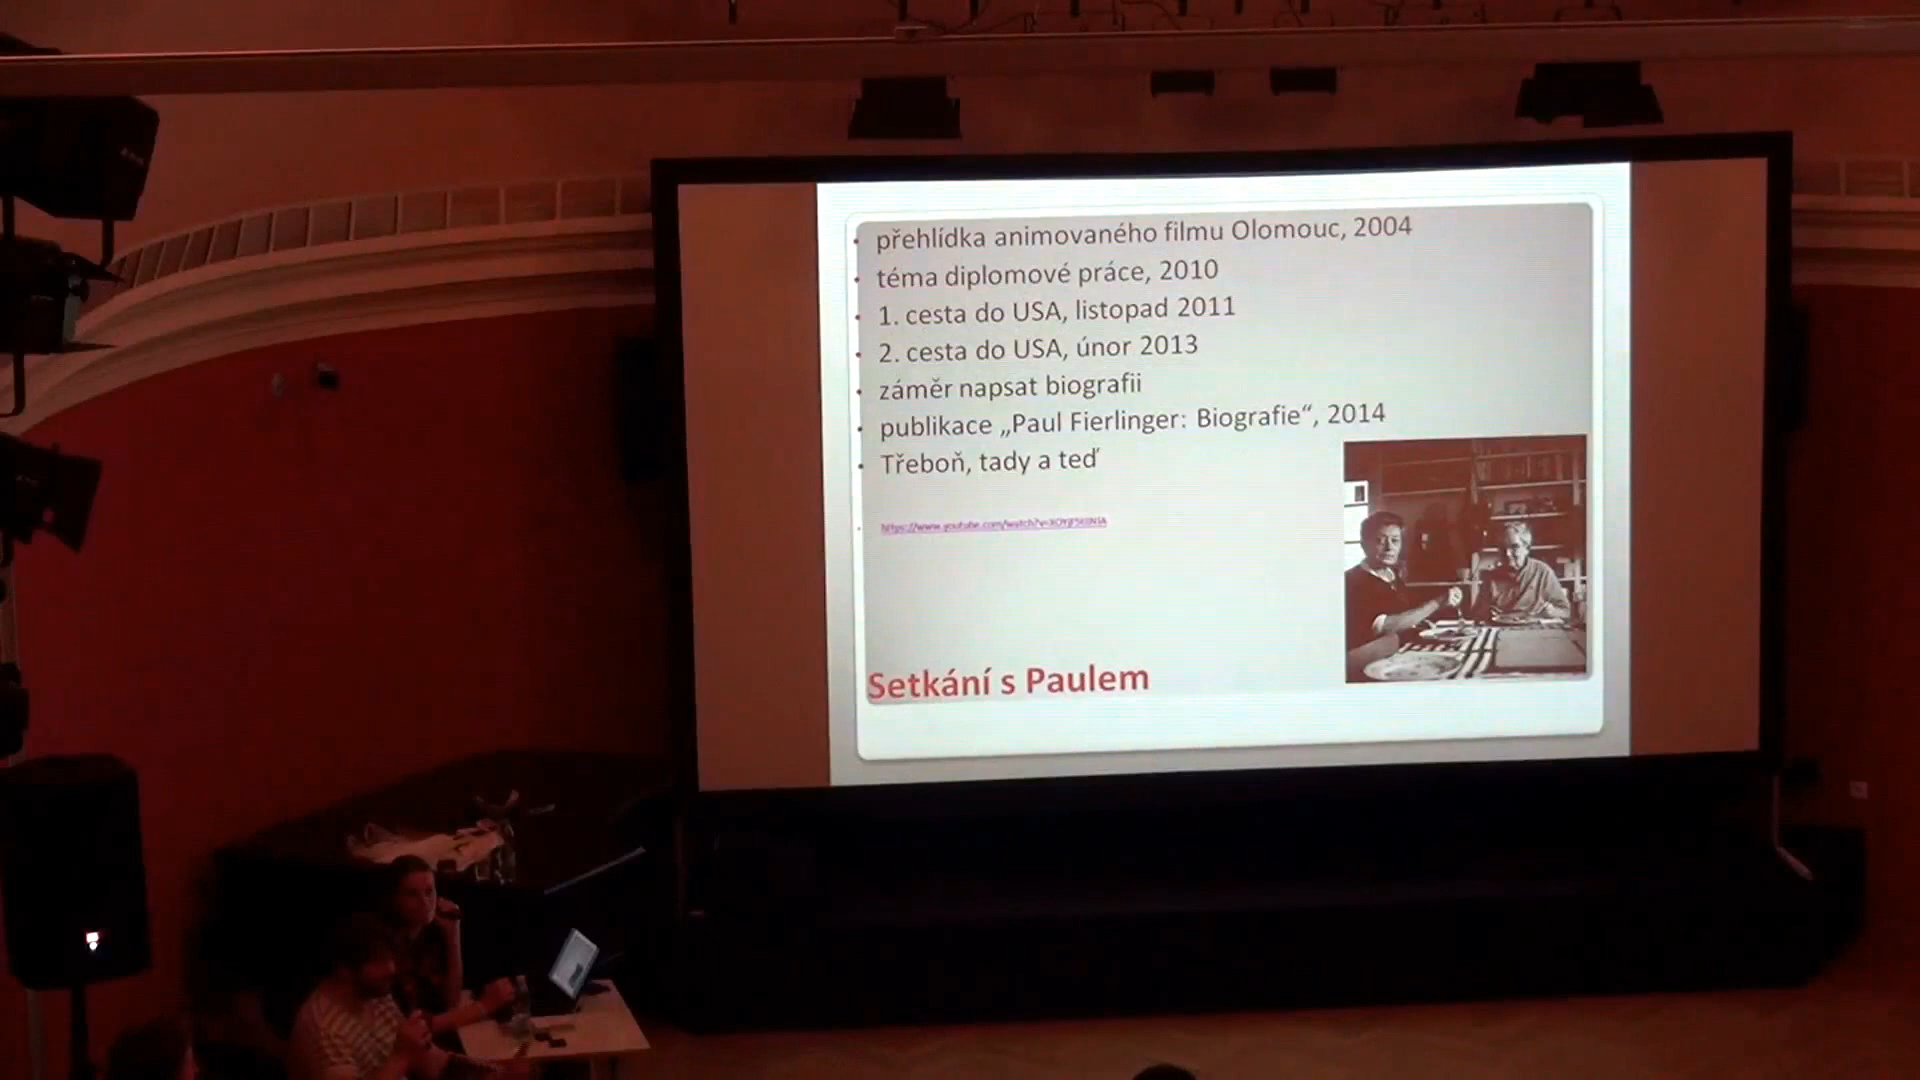 přehlídka animovaného filmu Olomouc, 2004
téma diplomové práce, 2010
1. cesta do USA, listopad 2011
2. cesta do USA, únor 2013
záměr napsat biografii
publikace „Paul Fierlinger: Biografie“, 2014
Třeboň, tady a teď
Setkání s Paulem